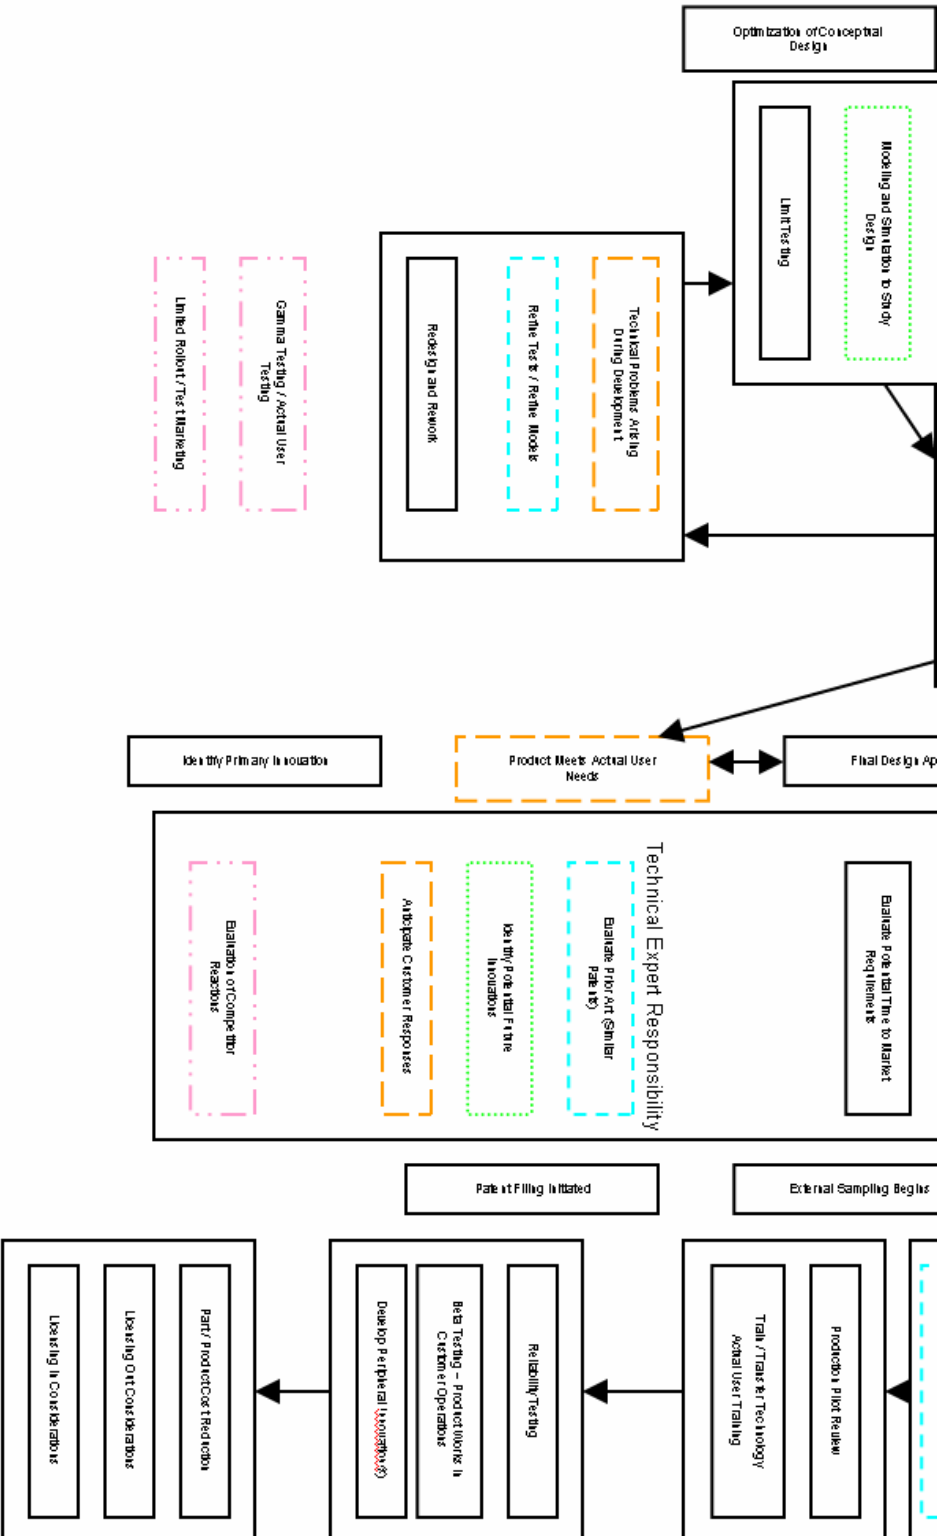 Optimization of Conceptual
Design
Modeling and Simulation to Study
Design
Limit Testing
Technical Problems Arising
During Development
Refine Tests / Refine Models
Redesign and Rework
Gamma Testing / Actual User
Testing
Limited Rollout / Test Marketing
Identify Primary Innovation
Product Meets Actual User
Needs
Final Design Ap
Technical Expert Responsibility
Evaluate Potential Time to Market
Requirements
Evaluate Prior Art (Similar
Patents)
Identify Potential Future
Innovations
Anticipate Customer Responses
Evaluation of Competitor
Reactions
Patent Filing Initiated
External Sampling Begins
Production Pilot Review
Train / Transfer Technology
Actual User Training
Reliability Testing
Beta Testing – Product Works in
Customer Operations
Develop Peripheral Innovation(s)
Part / Product Cost Reduction
Licensing Out Considerations
Licensing In Considerations